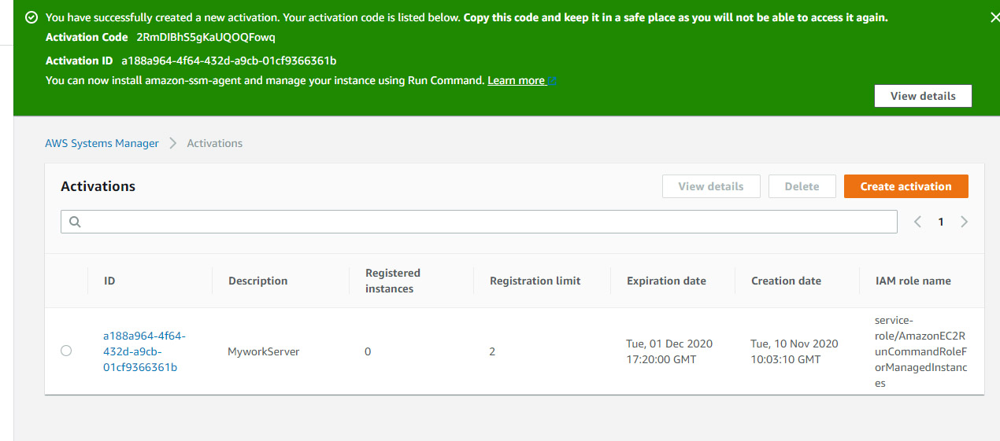 You have successfully created a new activation. Your activation code is listed below. Copy this code and keep it in a safe place as you will not be able to access it again.
Activation Code 2RmDIBhS5gKaUQOQFowq
Activation ID a188a964-4f64-432d-a9cb-01cf9366361b
You can now install amazon-ssm-agent and manage your instance using Run Command. Learn more
View details
AWS Systems Manager > Activations
Activations
View details
Delete
Create activation
1
ID
Description
Registered
instances
Registration limit
Expiration date
Creation date
IAM role name
a188a964-4f64-
432d-a9cb-
01cf9366361b
MyworkServer
0
2
Tue, 01 Dec 2020
17:20:00 GMT
Tue, 10 Nov 2020
10:03:10 GMT
service-
role/AmazonEC2R
unCommandRoleF
orManagedInstanc
es